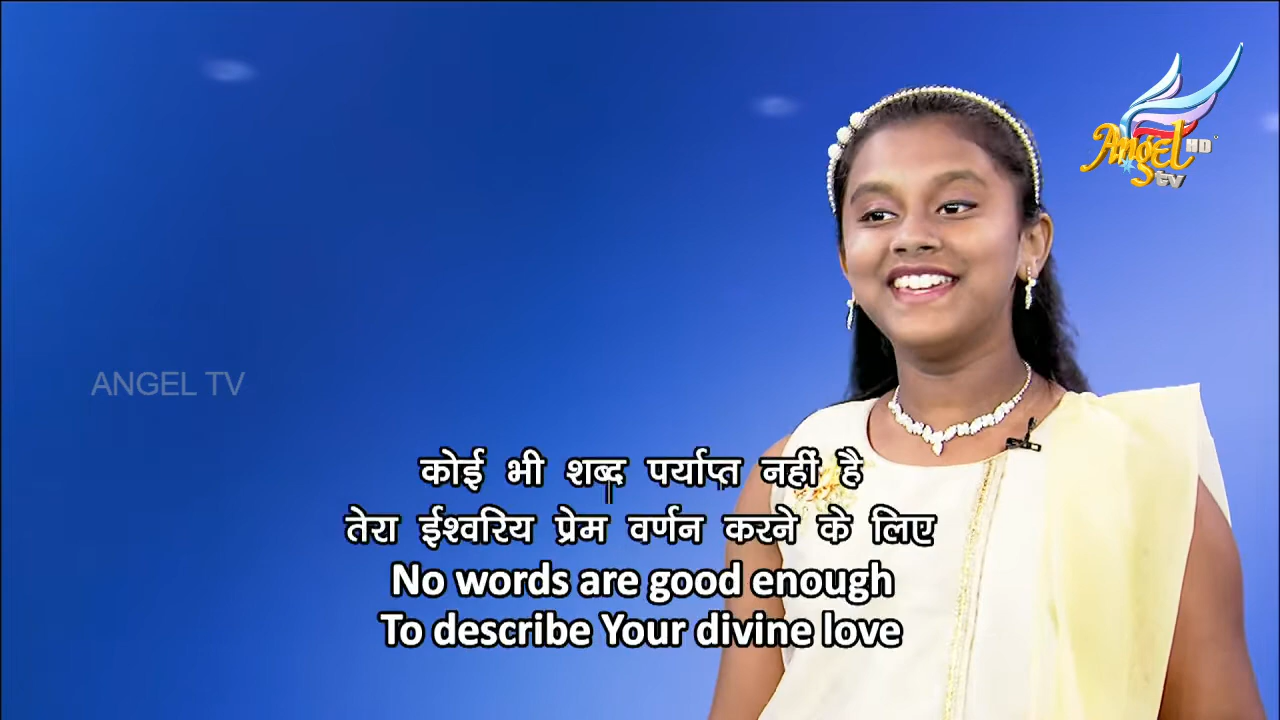 Angel HD
tv
ANGEL TV
कोई भी शब्द पर्याप्त नहीं है
तेरा ईश्वरिय प्रेम वर्णन करने के लिए
No words are good enough
To describe Your divine love